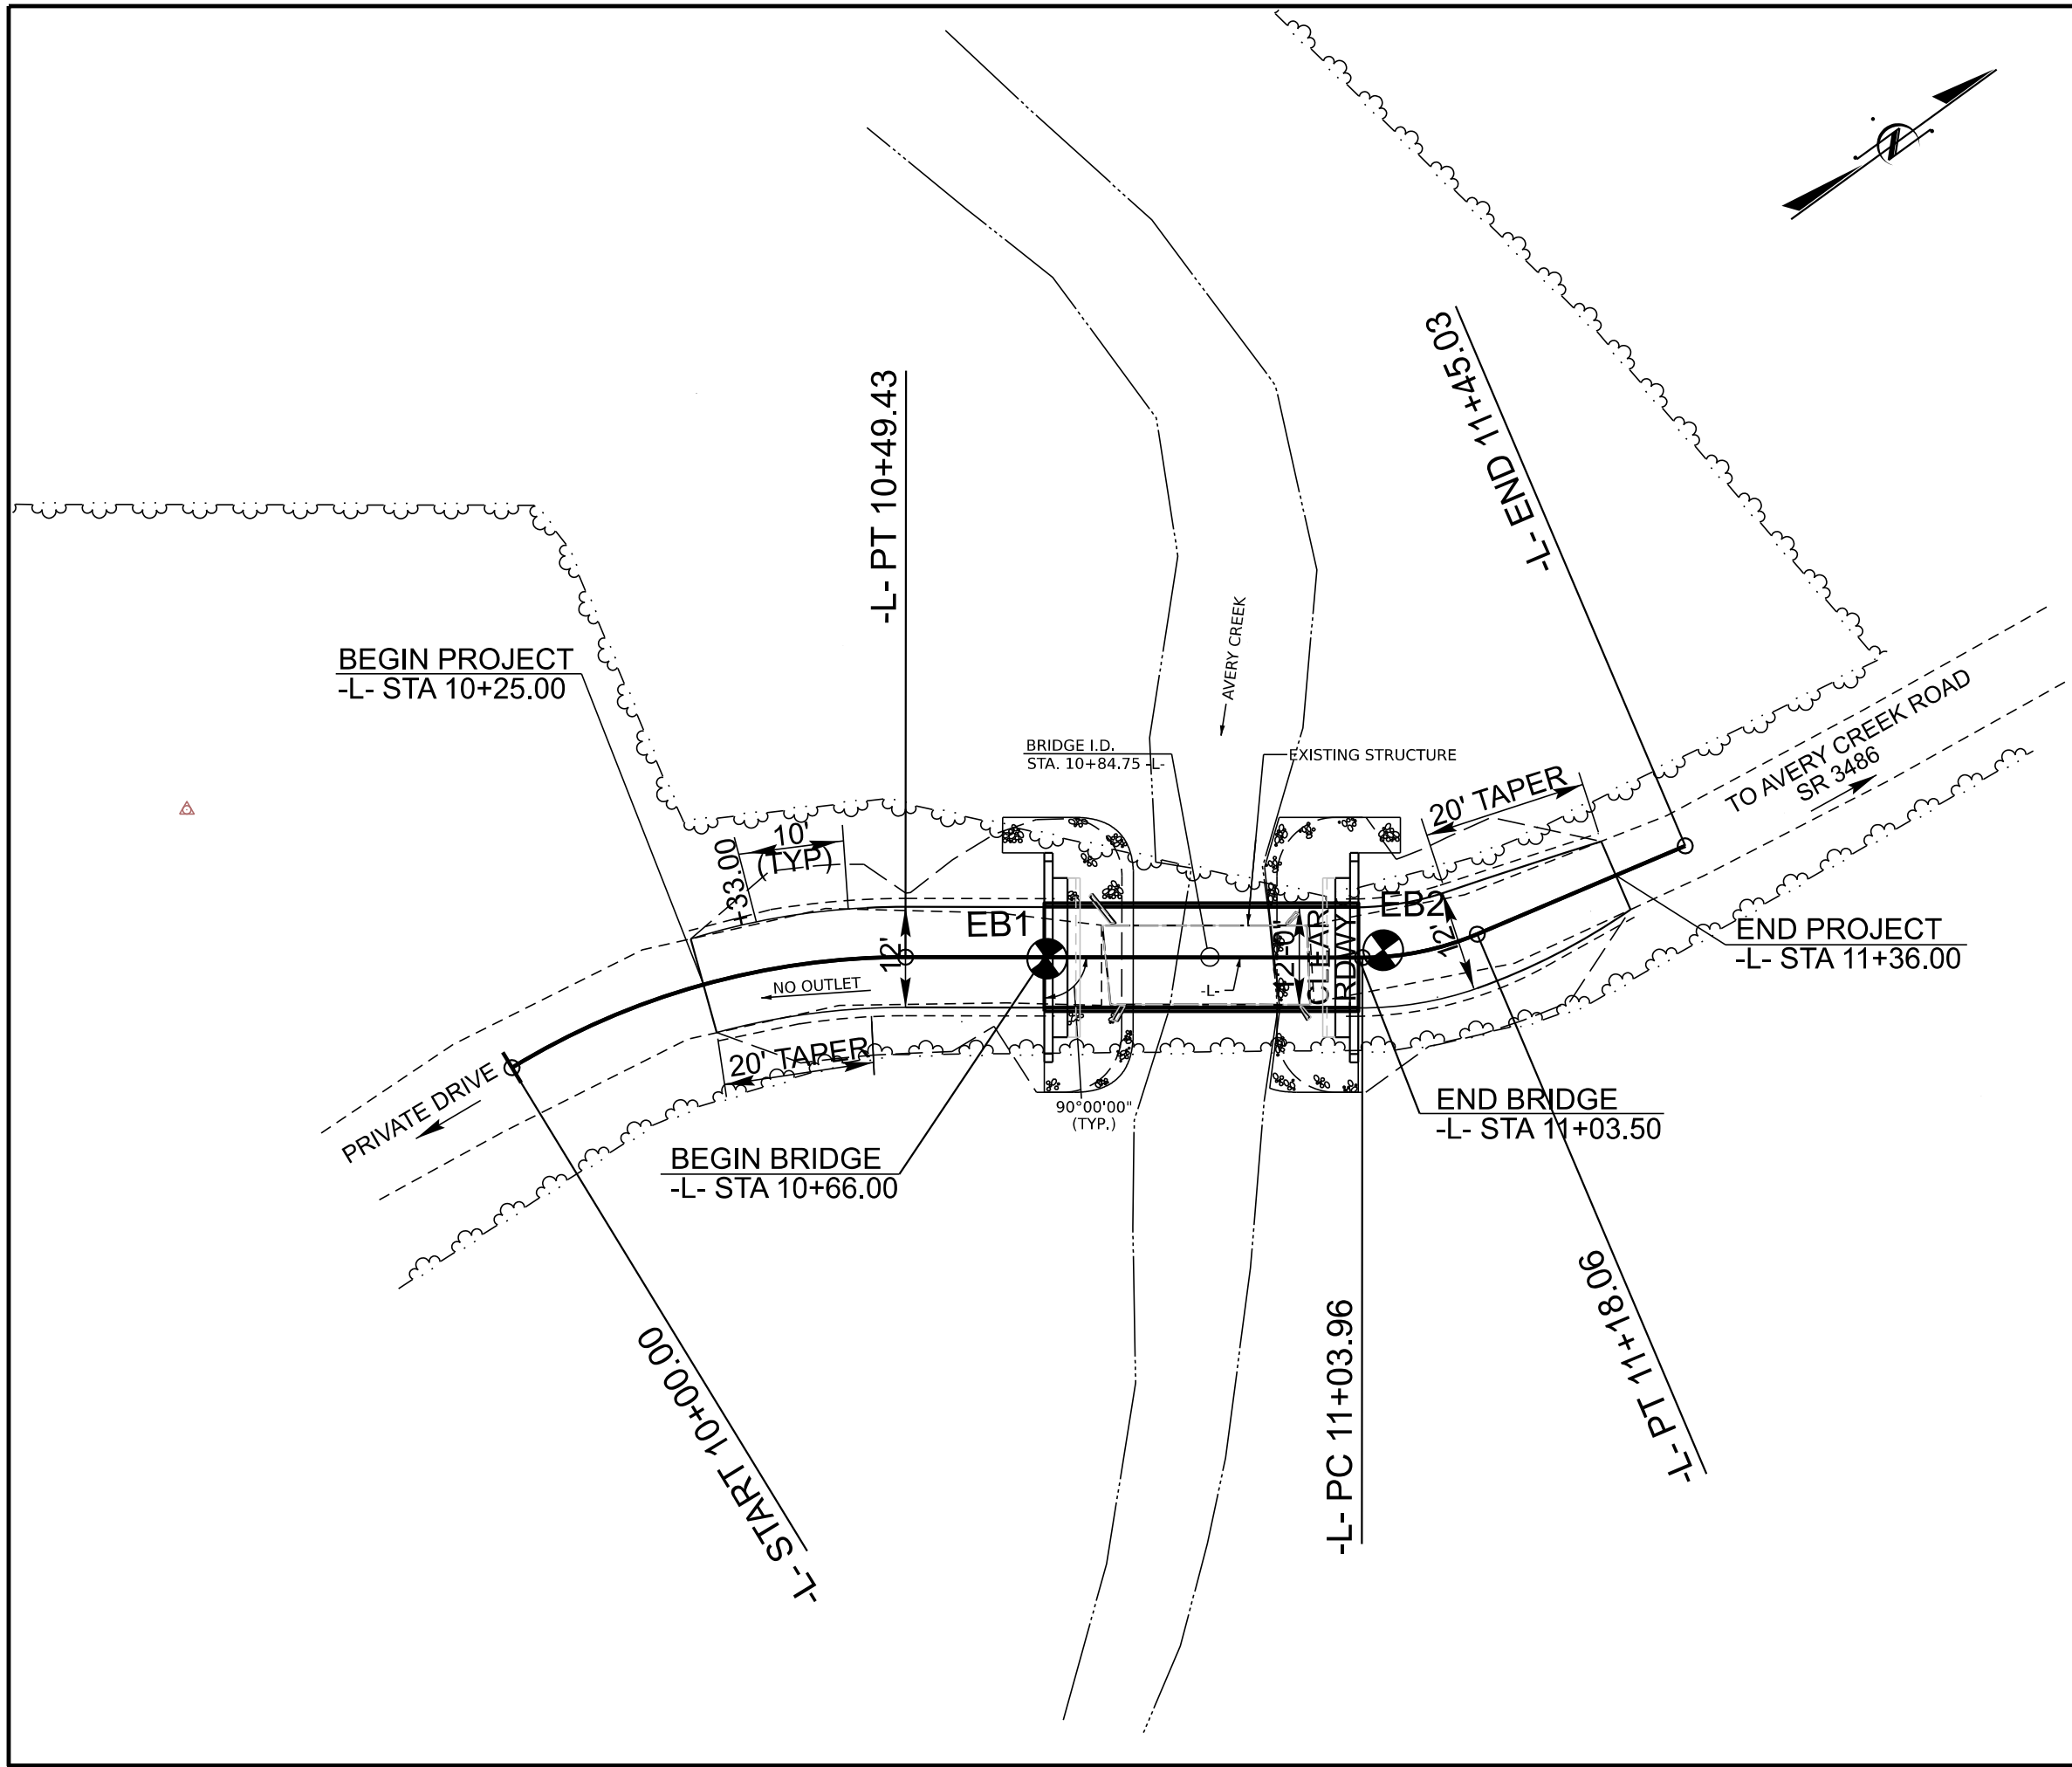 -L- PT 10+49.43
-L- END 11+45.03
BEGIN PROJECT
-L- STA 10+25.00
AVERY CREEK
BRIDGE I.D.
STA. 10+84.75 -L-
EXISTING STRUCTURE
TO AVERY CREEK ROAD
SR 3486
20' TAPER
10'
(TYP)
+33.00
EB1
EB2
12'
12'
CLEAR
RDWY
END PROJECT
-L- STA 11+36.00
NO OUTLET
-L-
20' TAPER
PRIVATE DRIVE
90°00'00"
(TYP.)
END BRIDGE
-L- STA 11+03.50
BEGIN BRIDGE
-L- STA 10+66.00
-L- START 10+00.00
-L- PC 11+03.96
-L- PT 11+18.06